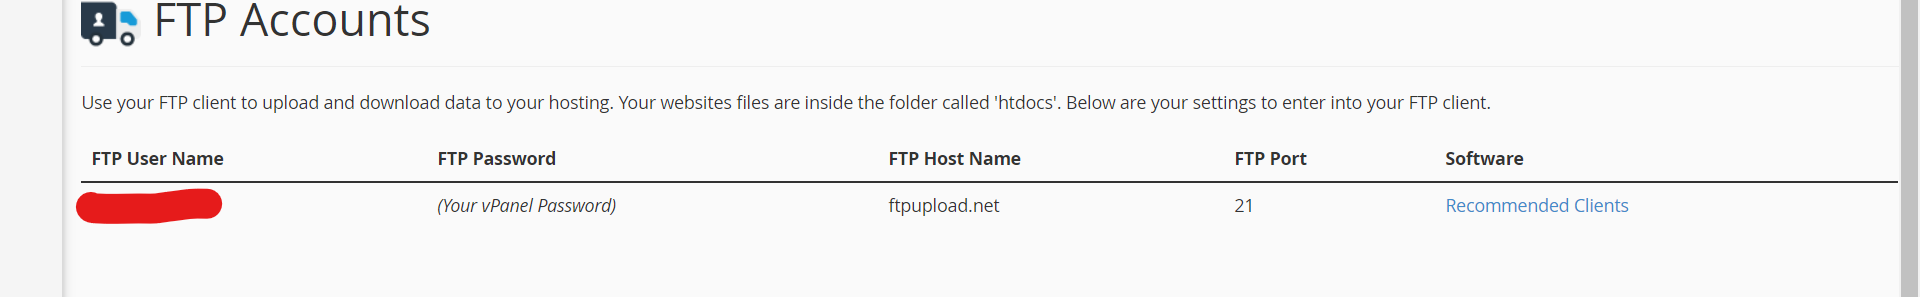 FTP Accounts
Use your FTP client to upload and download data to your hosting. Your websites files are inside the folder called 'htdocs'. Below are your settings to enter into your FTP client.
FTP User Name FTP Password FTP Host Name FTP Port Software
(Your vPanel Password) ftpupload.net 21 Recommended Clients